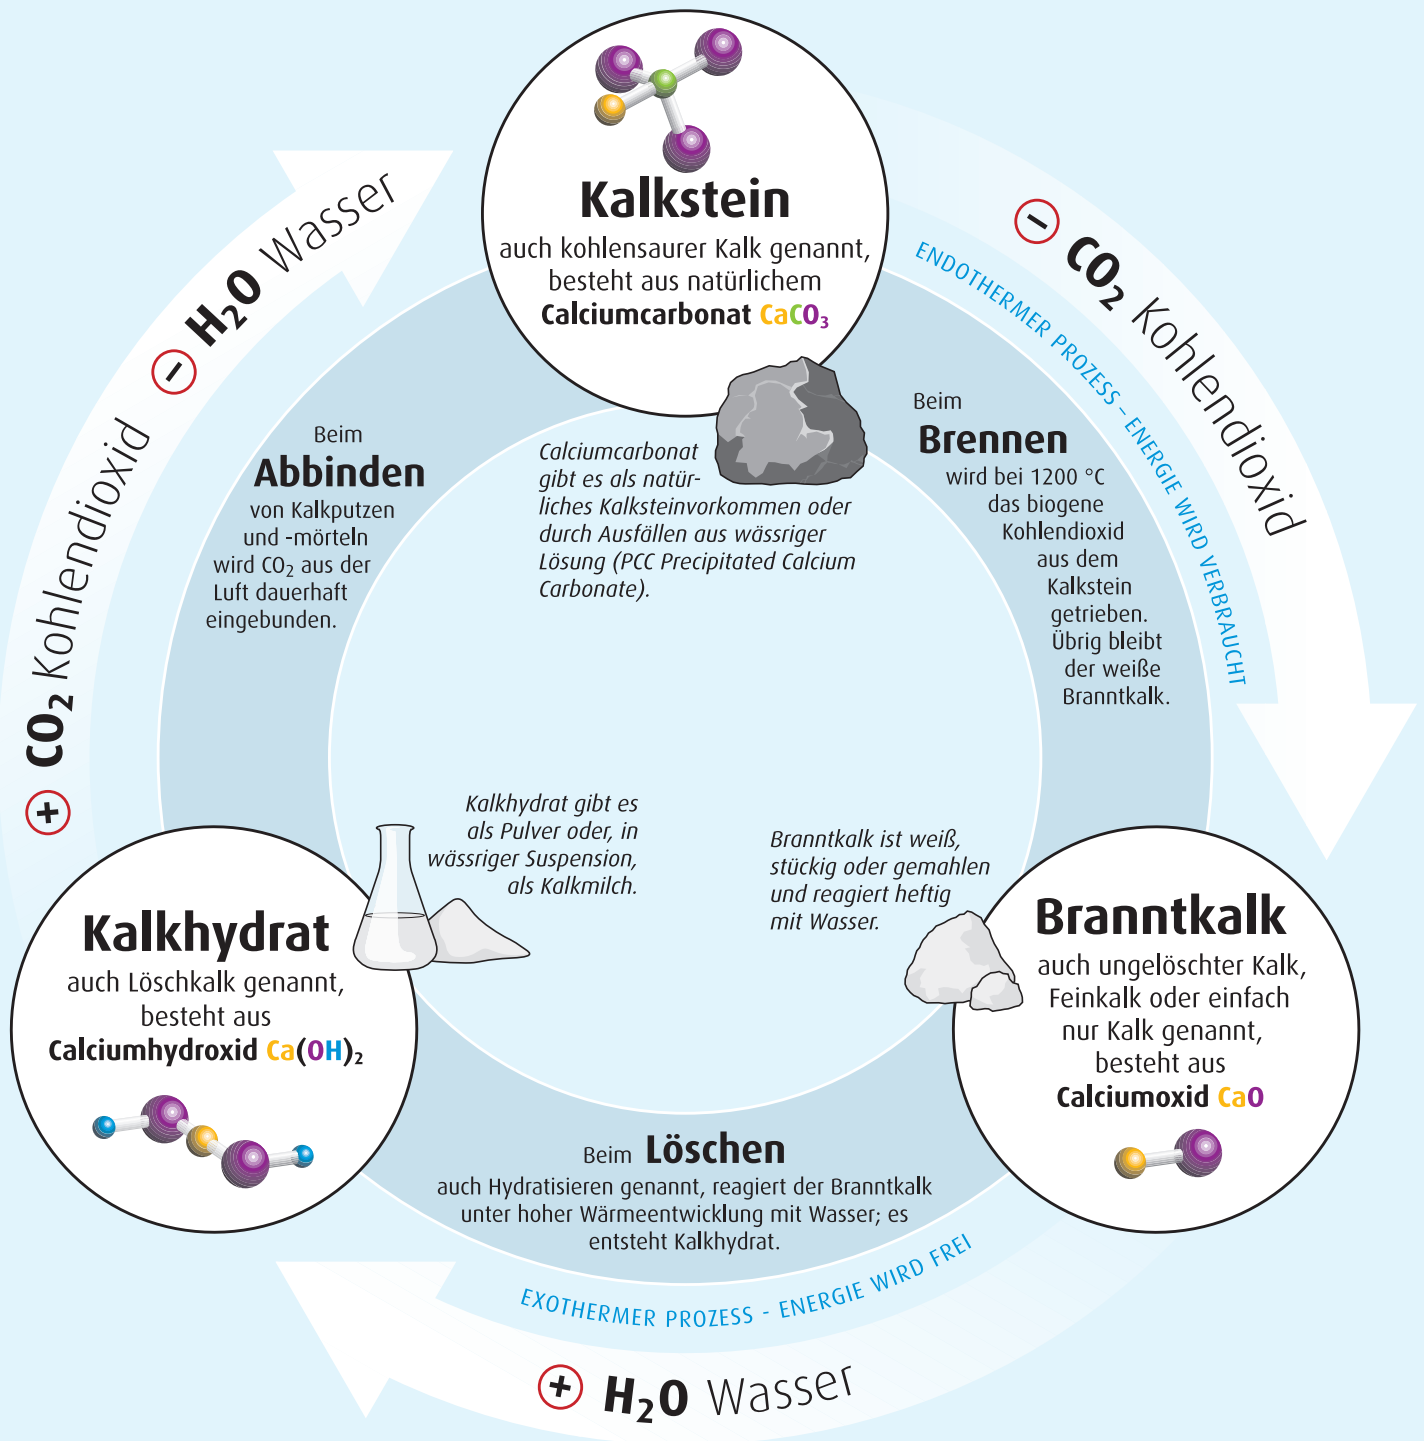 Kalkstein
auch kohlensaurer Kalk genannt,
besteht aus natürlichem
Calciumcarbonat CaCO₃
− CO₂ Kohlendioxid
ENDOTHERMER PROZESS – ENERGIE WIRD VERBRAUCHT
Beim
Brennen
wird bei 1200 °C
das biogene
Kohlendioxid
aus dem
Kalkstein
getrieben.
Übrig bleibt
der weiße
Branntkalk.
Calciumcarbonat
gibt es als natür-
liches Kalksteinvorkommen oder
durch Ausfällen aus wässriger
Lösung (PCC Precipitated Calcium
Carbonate).
Branntkalk
auch ungelöschter Kalk,
Feinkalk oder einfach
nur Kalk genannt,
besteht aus
Calciumoxid CaO
Branntkalk ist weiß,
stückig oder gemahlen
und reagiert heftig
mit Wasser.
Beim Löschen
auch Hydratisieren genannt, reagiert der Branntkalk
unter hoher Wärmeentwicklung mit Wasser; es
entsteht Kalkhydrat.
EXOTHERMER PROZESS - ENERGIE WIRD FREI
+ H₂O Wasser
Kalkhydrat
auch Löschkalk genannt,
besteht aus
Calciumhydroxid Ca(OH)₂
Kalkhydrat gibt es
als Pulver oder, in
wässriger Suspension,
als Kalkmilch.
+ CO₂ Kohlendioxid − H₂O Wasser
Beim
Abbinden
von Kalkputzen
und -mörteln
wird CO₂ aus der
Luft dauerhaft
eingebunden.